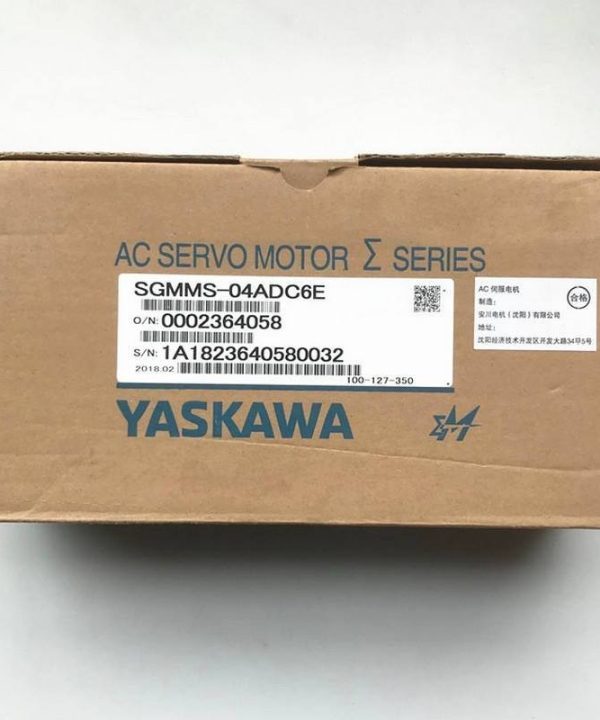 AC SERVO MOTOR Σ SERIES
SGMMS-04ADC6E
O/N: 0002364058
S/N: 1A1823640580032
2018.02
100-127-350
AC 伺服电机
制造:
安川电机(沈阳)有限公司
地址:
沈阳经济技术开发区开发大路34甲5号
合格
YASKAWA